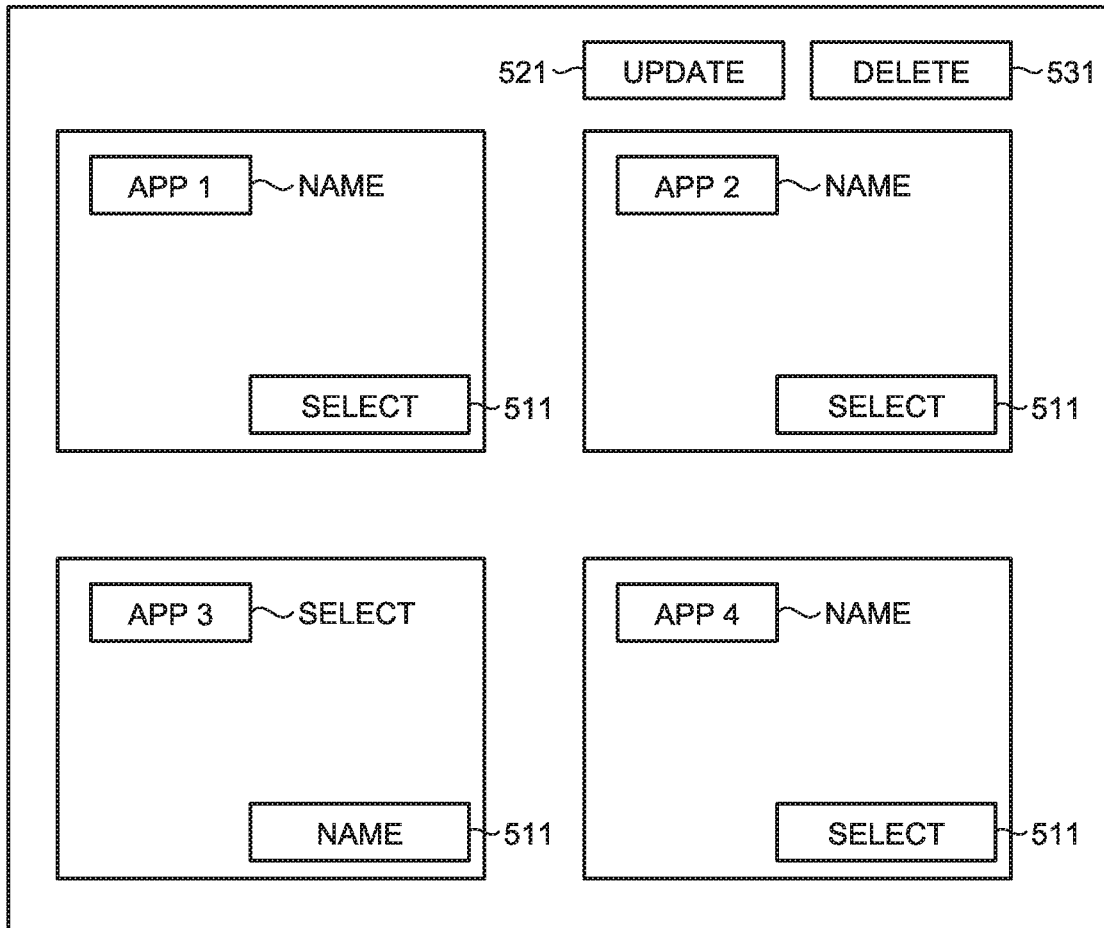 521 UPDATE DELETE 531
APP 1 NAME
APP 2 NAME
SELECT 511
SELECT 511
APP 3 SELECT
APP 4 NAME
NAME 511
SELECT 511